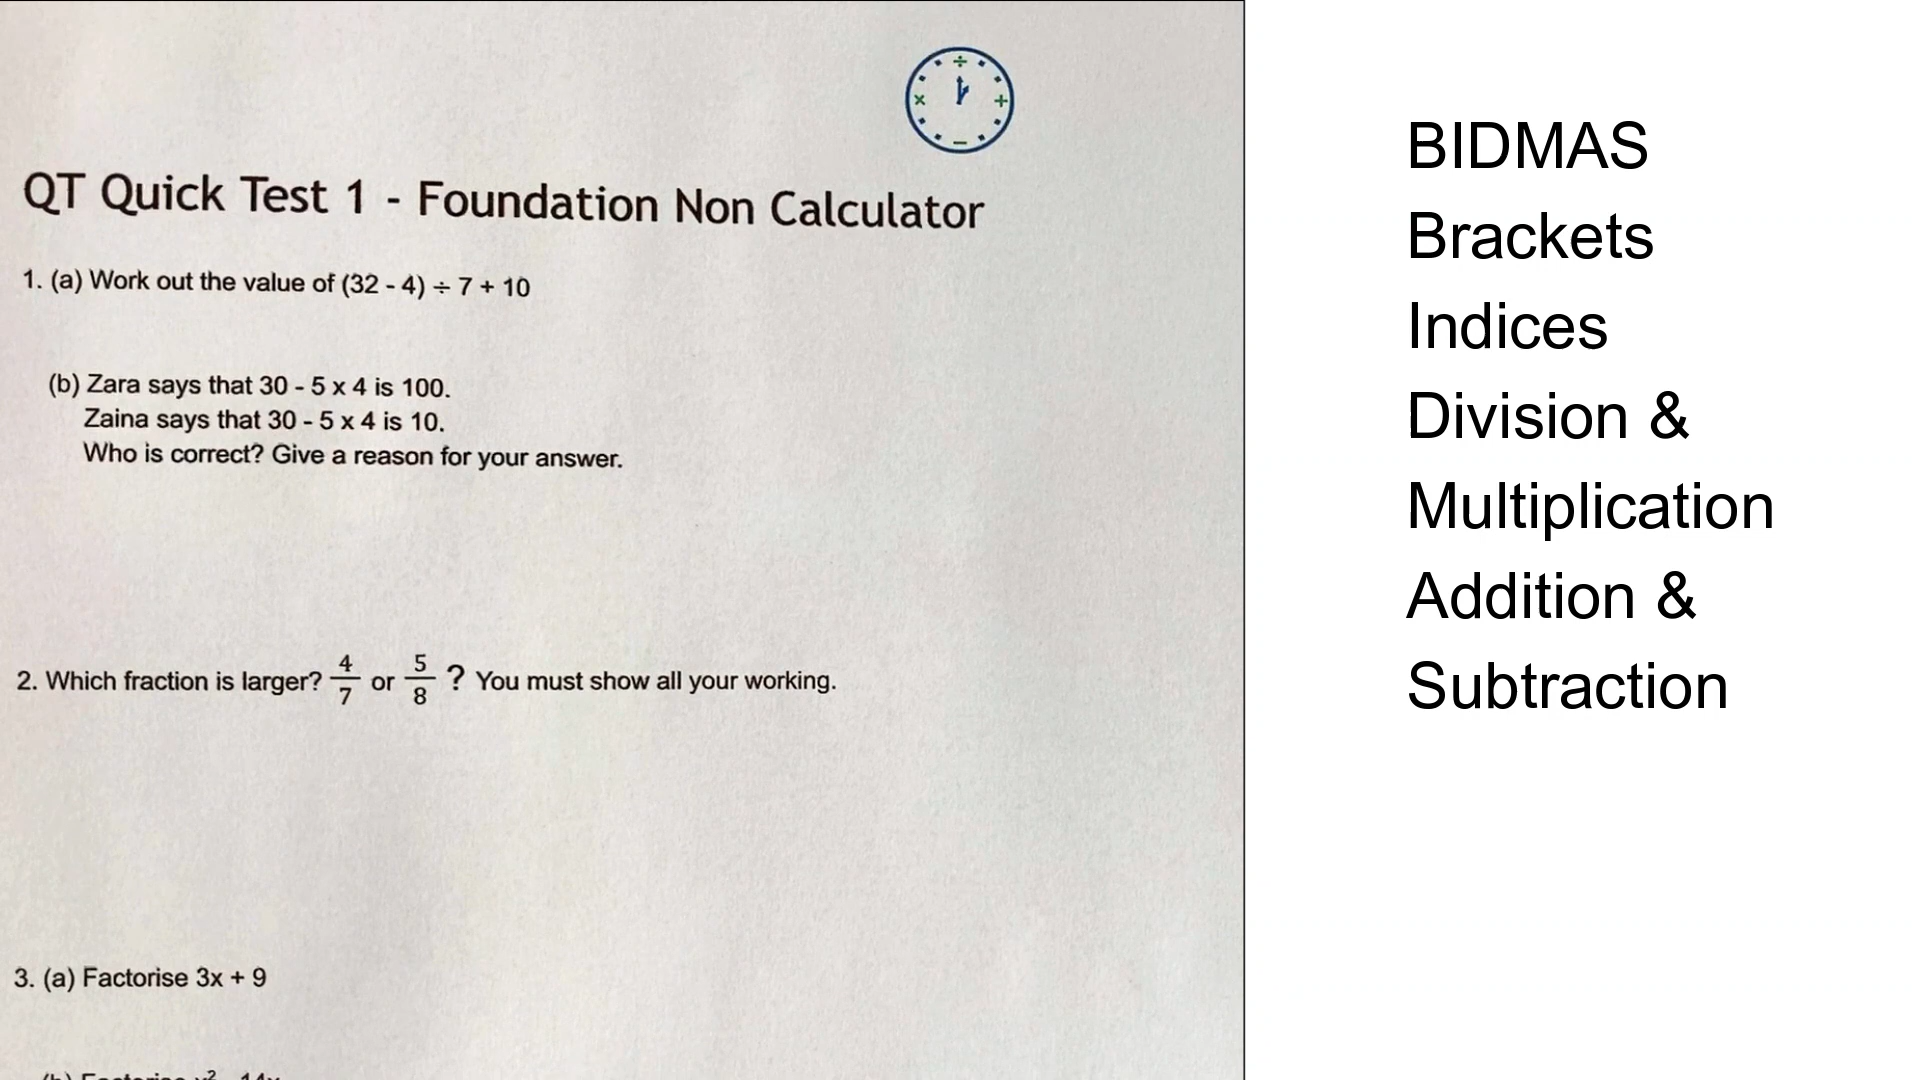 QT Quick Test 1 - Foundation Non Calculator
1. (a) Work out the value of (32 - 4) ÷ 7 + 10
(b) Zara says that 30 - 5 x 4 is 100.
Zaina says that 30 - 5 x 4 is 10.
Who is correct? Give a reason for your answer.
2. Which fraction is larger? 4/7 or 5/8 ? You must show all your working.
3. (a) Factorise 3x + 9
BIDMAS
Brackets
Indices
Division &
Multiplication
Addition &
Subtraction